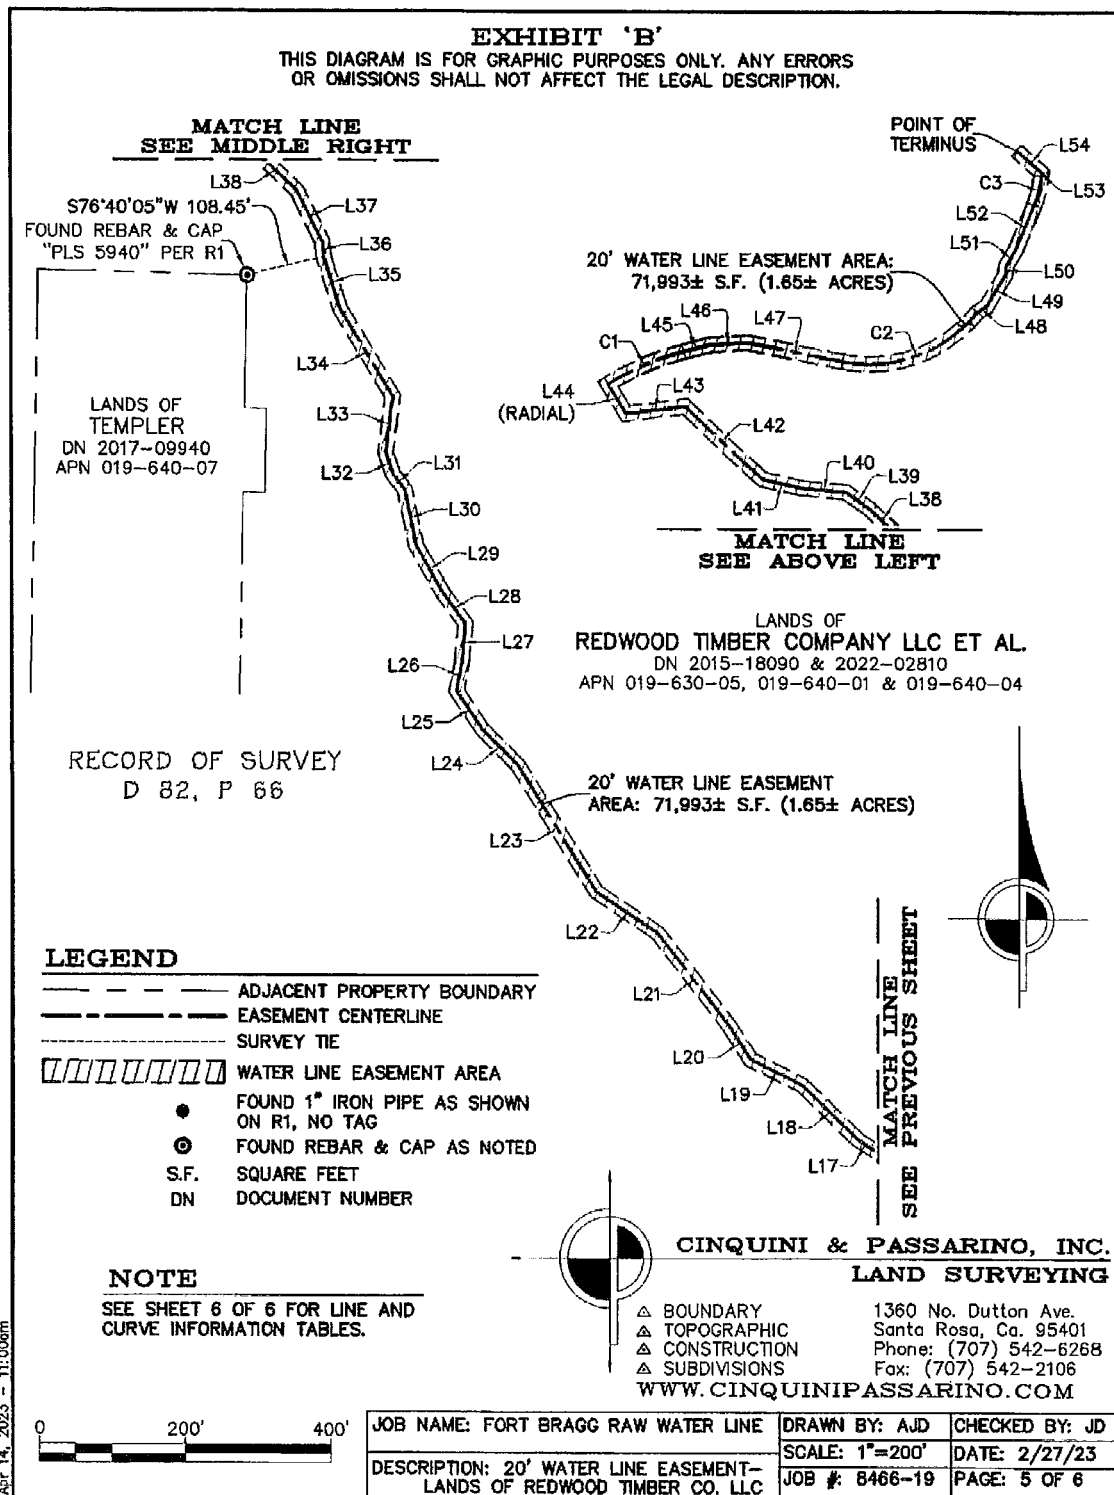 EXHIBIT 'B'
THIS DIAGRAM IS FOR GRAPHIC PURPOSES ONLY. ANY ERRORS
OR OMISSIONS SHALL NOT AFFECT THE LEGAL DESCRIPTION.
MATCH LINE
SEE MIDDLE RIGHT
L38
L37
S76°40'05"W 108.45'
FOUND REBAR & CAP
"PLS 5940" PER R1
L36
L35
L34
LANDS OF
TEMPLER
DN 2017-09940
APN 019-640-07
L33
L32
L31
L30
L29
L28
L27
L26
L25
L24
RECORD OF SURVEY
D 82, P 66
L23
L22
L21
L20
L19
L18
L17
POINT OF
TERMINUS
L54
C3
L53
L52
L51
20' WATER LINE EASEMENT AREA:
71,993± S.F. (1.65± ACRES)
L50
L49
L48
L46
L45
L47
C1
C2
L44
(RADIAL)
L43
L42
L40
L39
L41
L38
MATCH LINE
SEE ABOVE LEFT
LANDS OF
REDWOOD TIMBER COMPANY LLC ET AL.
DN 2015-18090 & 2022-02810
APN 019-630-05, 019-640-01 & 019-640-04
20' WATER LINE EASEMENT
AREA: 71,993± S.F. (1.65± ACRES)
MATCH LINE
SEE PREVIOUS SHEET
LEGEND
ADJACENT PROPERTY BOUNDARY
EASEMENT CENTERLINE
SURVEY TIE
WATER LINE EASEMENT AREA
FOUND 1" IRON PIPE AS SHOWN
ON R1, NO TAG
FOUND REBAR & CAP AS NOTED
S.F. SQUARE FEET
DN DOCUMENT NUMBER
NOTE
SEE SHEET 6 OF 6 FOR LINE AND
CURVE INFORMATION TABLES.
CINQUINI & PASSARINO, INC.
LAND SURVEYING
BOUNDARY
TOPOGRAPHIC
CONSTRUCTION
SUBDIVISIONS
1360 No. Dutton Ave.
Santa Rosa, Ca. 95401
Phone: (707) 542-6268
Fax: (707) 542-2106
WWW.CINQUINIPASSARINO.COM
0 200' 400'
JOB NAME: FORT BRAGG RAW WATER LINE
DRAWN BY: AJD
CHECKED BY: JD
SCALE: 1"=200'
DATE: 2/27/23
DESCRIPTION: 20' WATER LINE EASEMENT-
LANDS OF REDWOOD TIMBER CO. LLC
JOB #: 8466-19
PAGE: 5 OF 6
Apr 14, 2023 - 11:00am